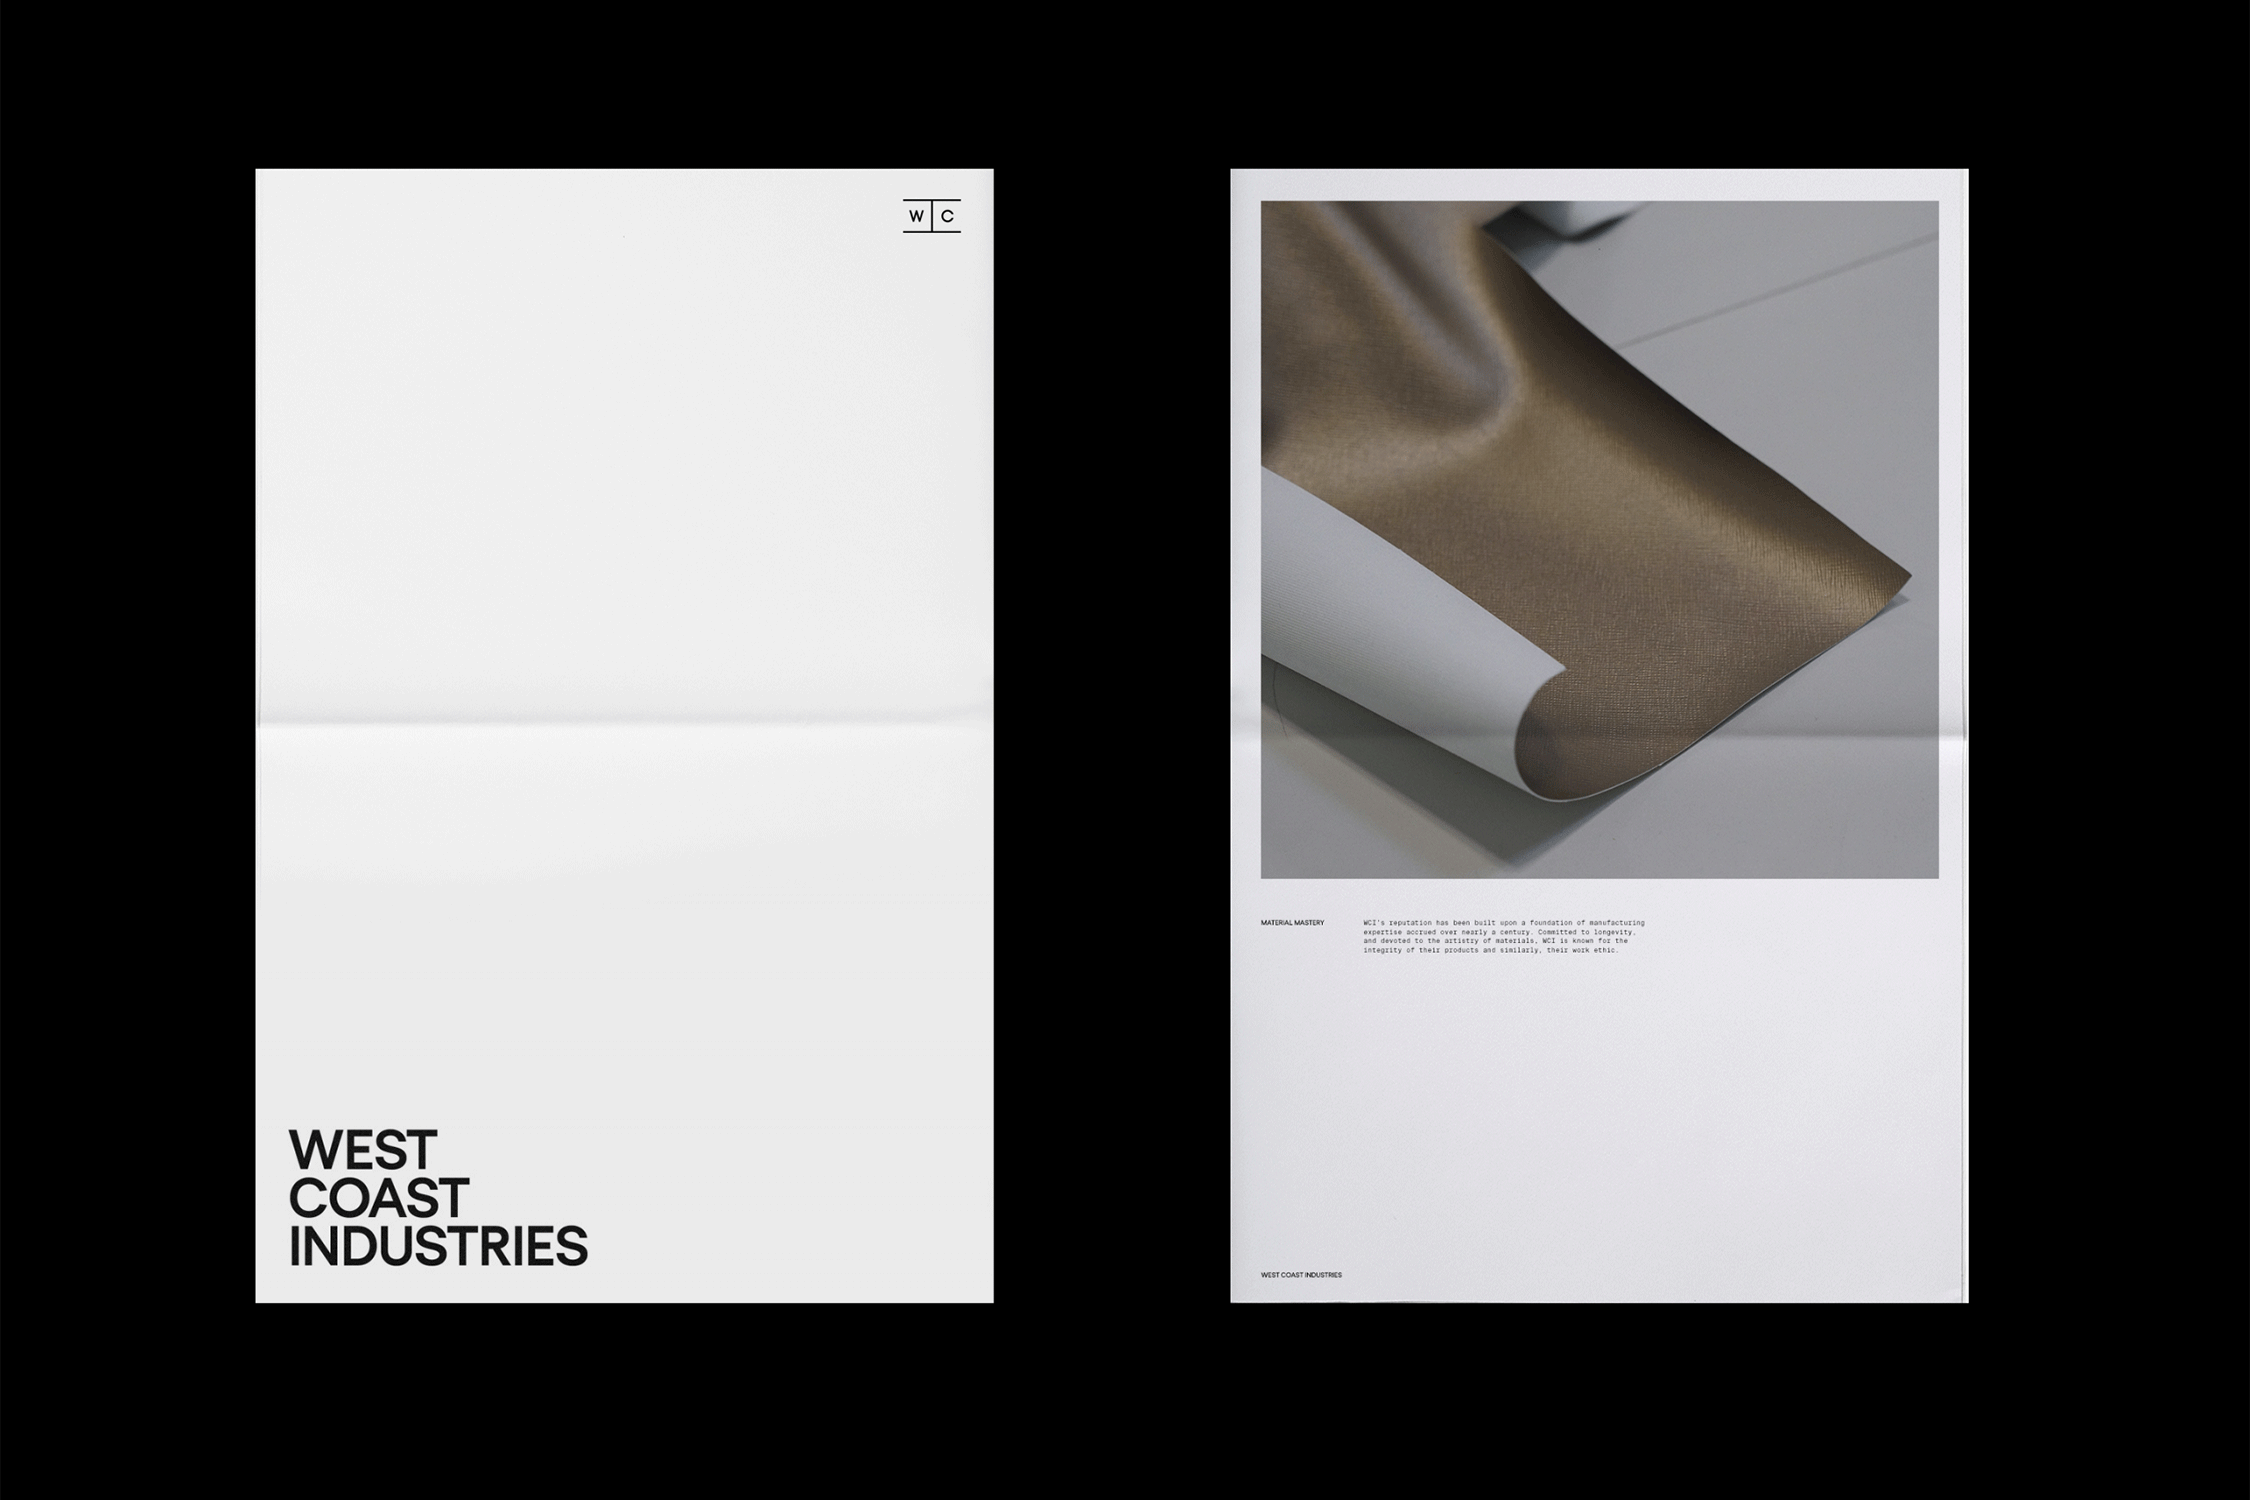 W C
WEST
COAST
INDUSTRIES
MATERIAL MASTERY
WCI's reputation has been built upon a foundation of manufacturing
expertise accrued over nearly a century. Committed to longevity,
and devoted to the artistry of materials, WCI is known for the
integrity of their products and similarly, their work ethic.
WEST COAST INDUSTRIES